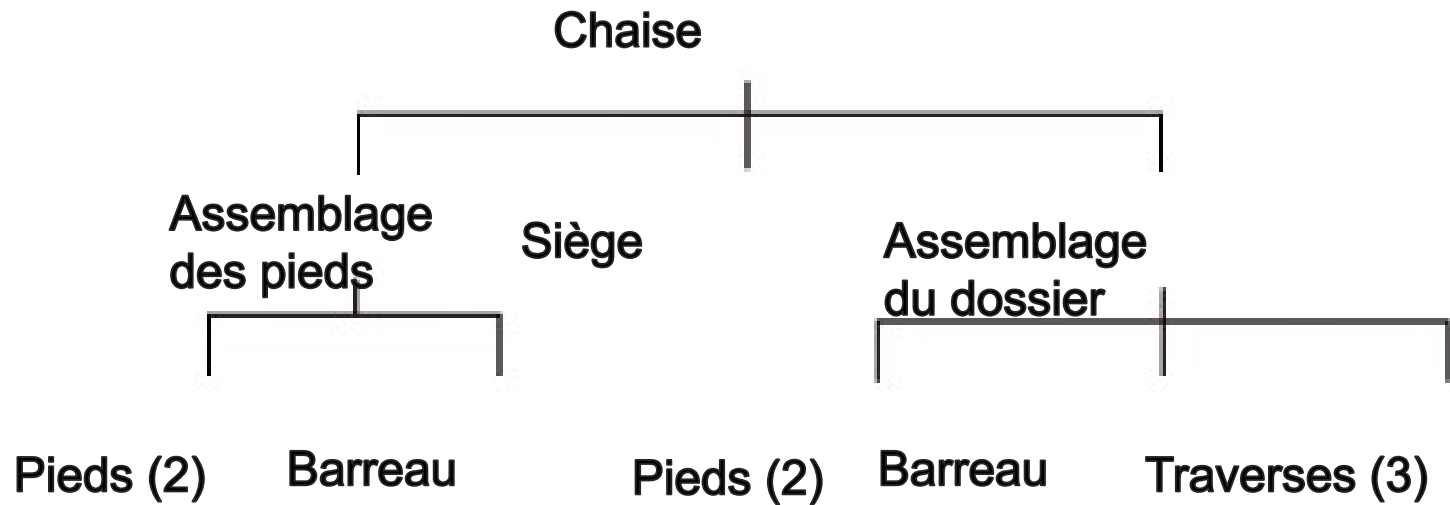 Chaise
Assemblage
des pieds
Siège
Assemblage
du dossier
Pieds (2)
Barreau
Pieds (2)
Barreau
Traverses (3)